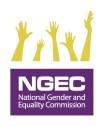 NGEC
National Gender and
Equality Commission